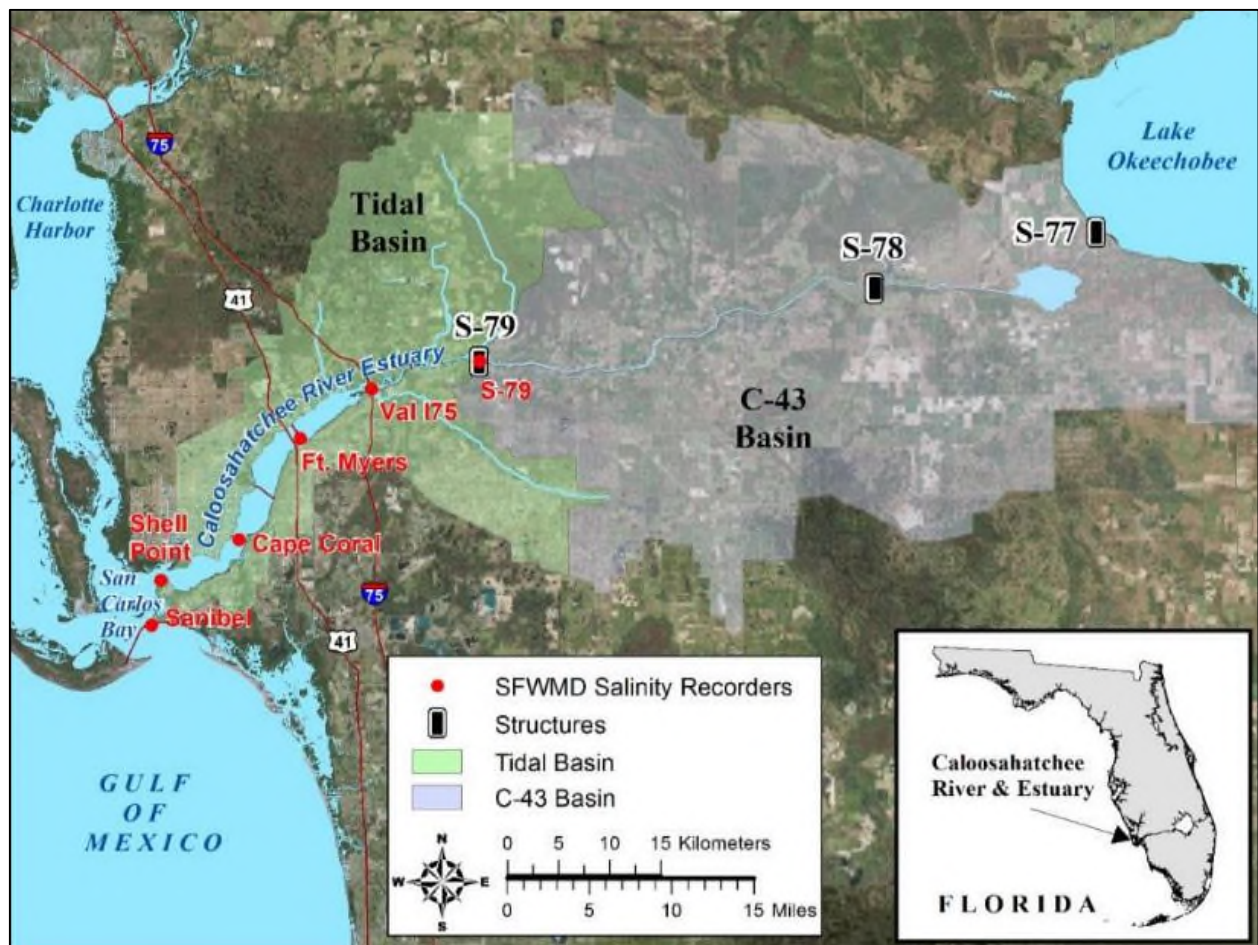 75
Charlotte
Harbor
Tidal
Basin
Lake
Okeechobee
S-77
S-78
41
S-79
S-79
Caloosahatchee River Estuary
Val I75
C-43
Basin
Ft. Myers
Shell
Point
Cape Coral
San
Carlos
Bay
Sanibel
75
41
GULF
OF
MEXICO
SFWMD Salinity Recorders
Structures
Tidal Basin
C-43 Basin
N
W
E
S
0 5 10 15 Kilometers
0 5 10 15 Miles
Caloosahatchee
River & Estuary
FLORIDA